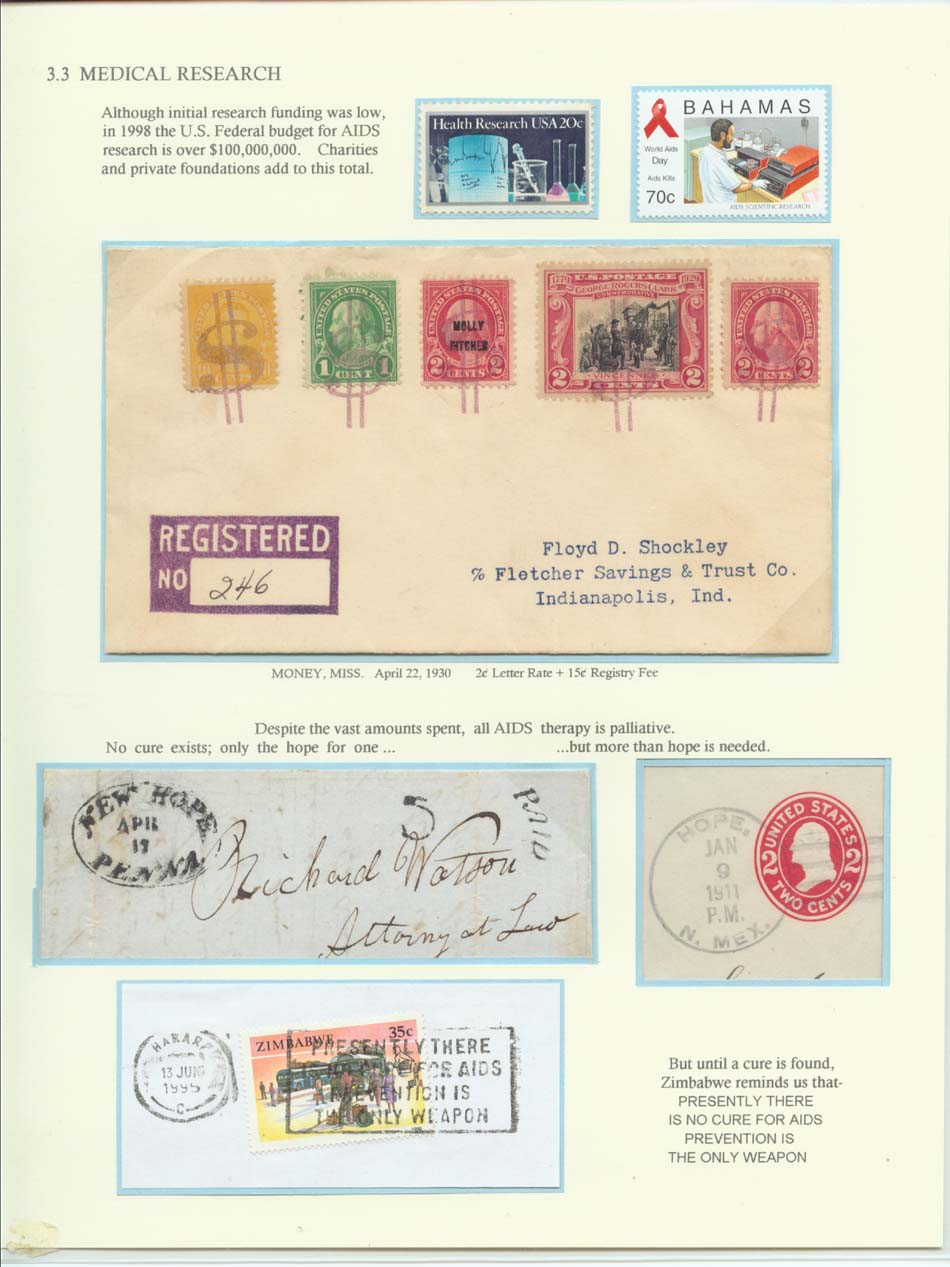 3.3 MEDICAL RESEARCH
Although initial research funding was low,
in 1998 the U.S. Federal budget for AIDS
research is over $100,000,000. Charities
and private foundations add to this total.
Health Research USA 20c
BAHAMAS
World Aids
Day
Aids Kills
70c
AIDS SCIENTIFIC RESEARCH
$
UNITED STATES POSTAGE
1 CENT 1
UNITED STATES POSTAGE
MOLLY
PITCHER
2 CENTS 2
1779 U.S. POSTAGE 1929
GEORGE ROGERS CLARK
COMMEMORATIVE
VINCENNES
2 CENTS 2
UNITED STATES POSTAGE
2 CENTS 2
REGISTERED
NO 246
Floyd D. Shockley
% Fletcher Savings & Trust Co.
Indianapolis, Ind.
MONEY, MISS. April 22, 1930 2¢ Letter Rate + 15¢ Registry Fee
Despite the vast amounts spent, all AIDS therapy is palliative.
No cure exists; only the hope for one ... ...but more than hope is needed.
NEW HOPE
APR
17
PENNA
5
PAID
Richard Watson
Attorny at Law
HOPE,
JAN
9
1911
P.M.
N. MEX.
UNITED STATES
2 2
TWO CENTS
HARARE
13 JUN
1995
C
ZIMBABWE 35c
PRESENTLY THERE
IS NO CURE FOR AIDS
PREVENTION IS
THE ONLY WEAPON
But until a cure is found,
Zimbabwe reminds us that-
PRESENTLY THERE
IS NO CURE FOR AIDS
PREVENTION IS
THE ONLY WEAPON